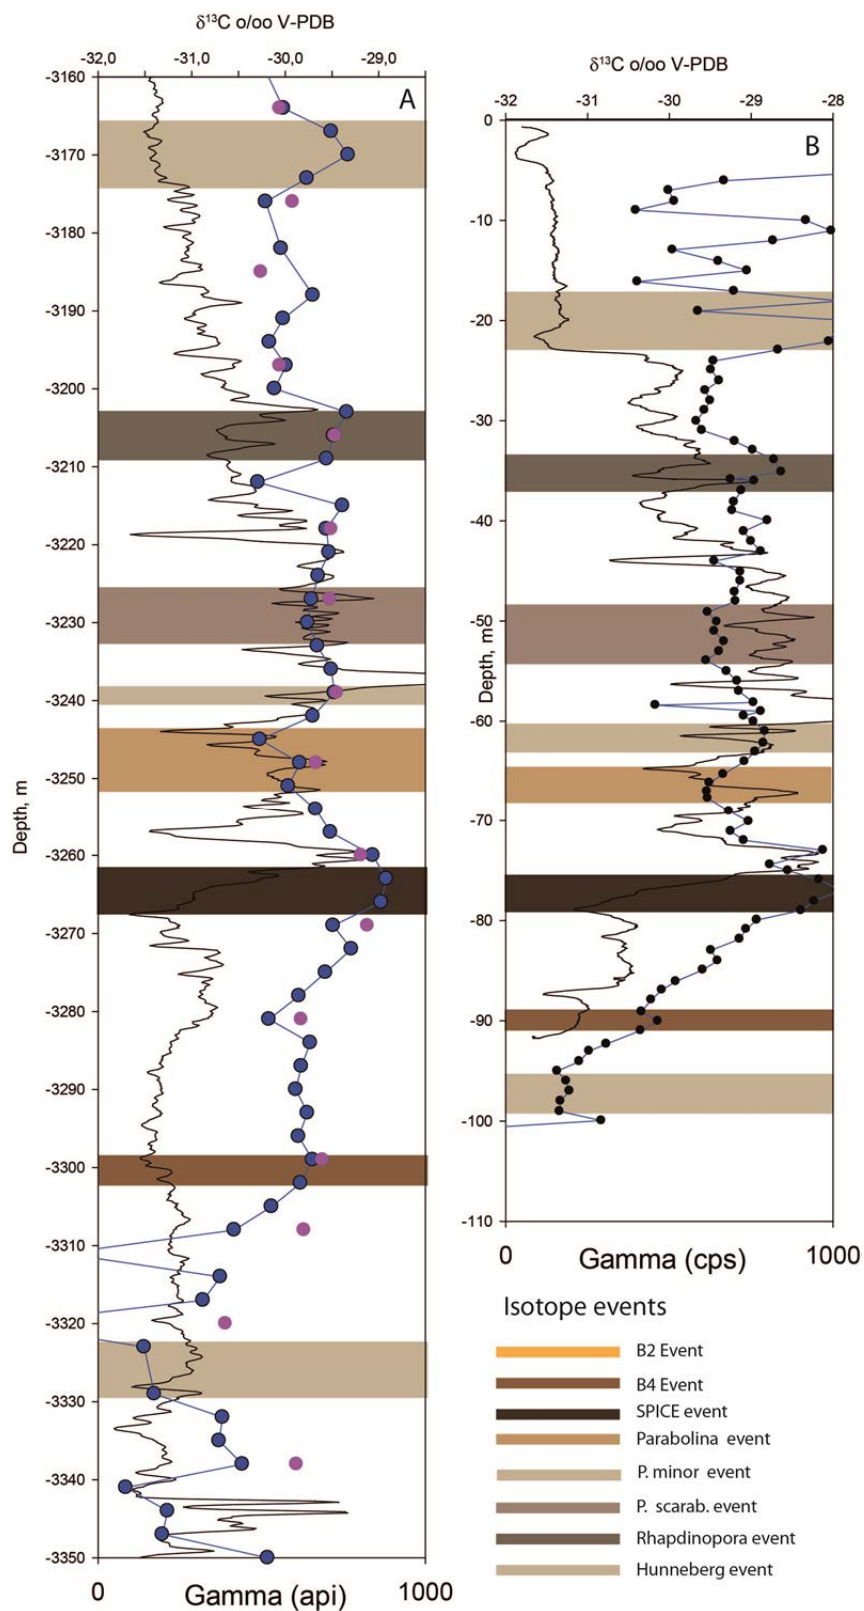 δ¹³C o/oo V-PDB
-32,0 -31,0 -30,0 -29,0
A
-3160
-3170
-3180
-3190
-3200
-3210
-3220
-3230
-3240
-3250
-3260
-3270
-3280
-3290
-3300
-3310
-3320
-3330
-3340
-3350
Depth, m
0 1000
Gamma (api)
δ¹³C o/oo V-PDB
-32 -31 -30 -29 -28
B
0
-10
-20
-30
-40
-50
-60
-70
-80
-90
-100
-110
Depth, m
0 1000
Gamma (cps)
Isotope events
B2 Event
B4 Event
SPICE event
Parabolina event
P. minor event
P. scarab. event
Rhapdinopora event
Hunneberg event